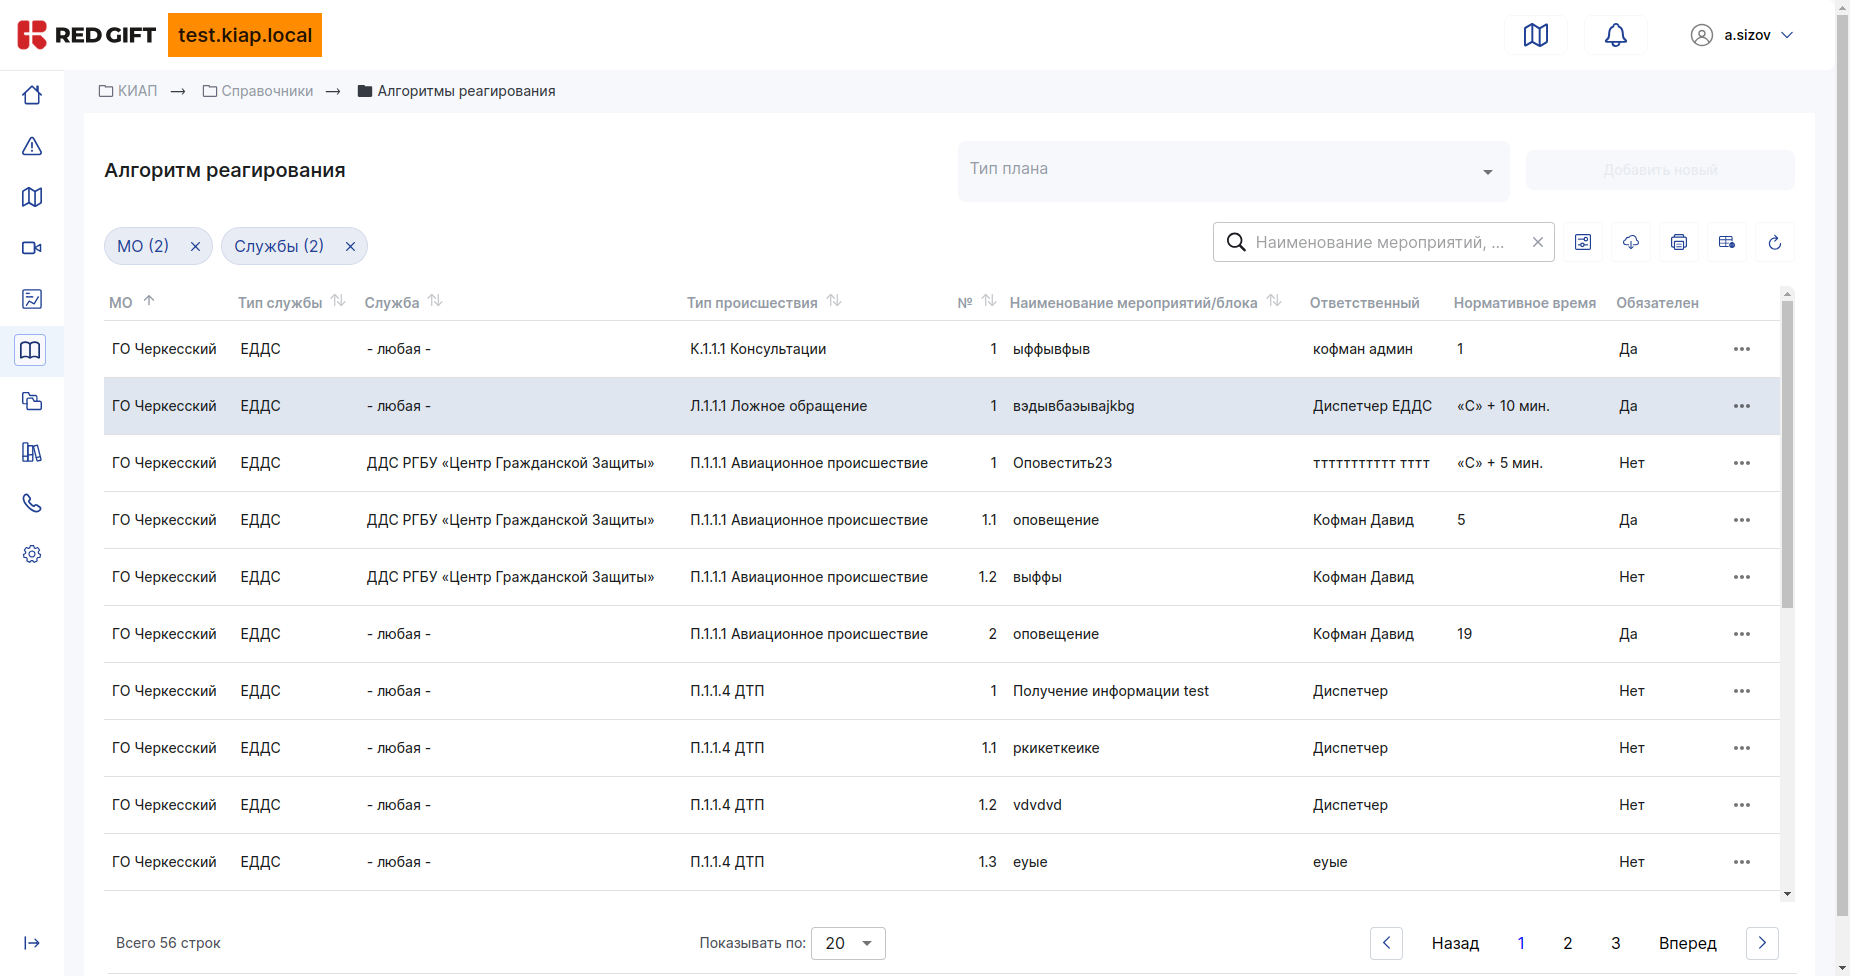 RED GIFT test.kiap.local a.sizov
КИАП → Справочники → Алгоритмы реагирования
Алгоритм реагирования Тип плана Добавить новый
МО (2) Службы (2) Наименование мероприятий, ...
МО Тип службы Служба Тип происшествия № Наименование мероприятий/блока Ответственный Нормативное время Обязателен
ГО Черкесский ЕДДС - любая - К.1.1.1 Консультации 1 ыффывфыв кофман админ 1 Да
ГО Черкесский ЕДДС - любая - Л.1.1.1 Ложное обращение 1 вэдывбаэываjkbg Диспетчер ЕДДС «С» + 10 мин. Да
ГО Черкесский ЕДДС ДДС РГБУ «Центр Гражданской Защиты» П.1.1.1 Авиационное происшествие 1 Оповестить23 ттттттттттт тттт «С» + 5 мин. Нет
ГО Черкесский ЕДДС ДДС РГБУ «Центр Гражданской Защиты» П.1.1.1 Авиационное происшествие 1.1 оповещение Кофман Давид 5 Да
ГО Черкесский ЕДДС ДДС РГБУ «Центр Гражданской Защиты» П.1.1.1 Авиационное происшествие 1.2 выффы Кофман Давид Нет
ГО Черкесский ЕДДС - любая - П.1.1.1 Авиационное происшествие 2 оповещение Кофман Давид 19 Да
ГО Черкесский ЕДДС - любая - П.1.1.4 ДТП 1 Получение информации test Диспетчер Нет
ГО Черкесский ЕДДС - любая - П.1.1.4 ДТП 1.1 ркикеткеике Диспетчер Нет
ГО Черкесский ЕДДС - любая - П.1.1.4 ДТП 1.2 vdvdvd Диспетчер Нет
ГО Черкесский ЕДДС - любая - П.1.1.4 ДТП 1.3 еуые еуые Нет
Всего 56 строк Показывать по: 20 Назад 1 2 3 Вперед